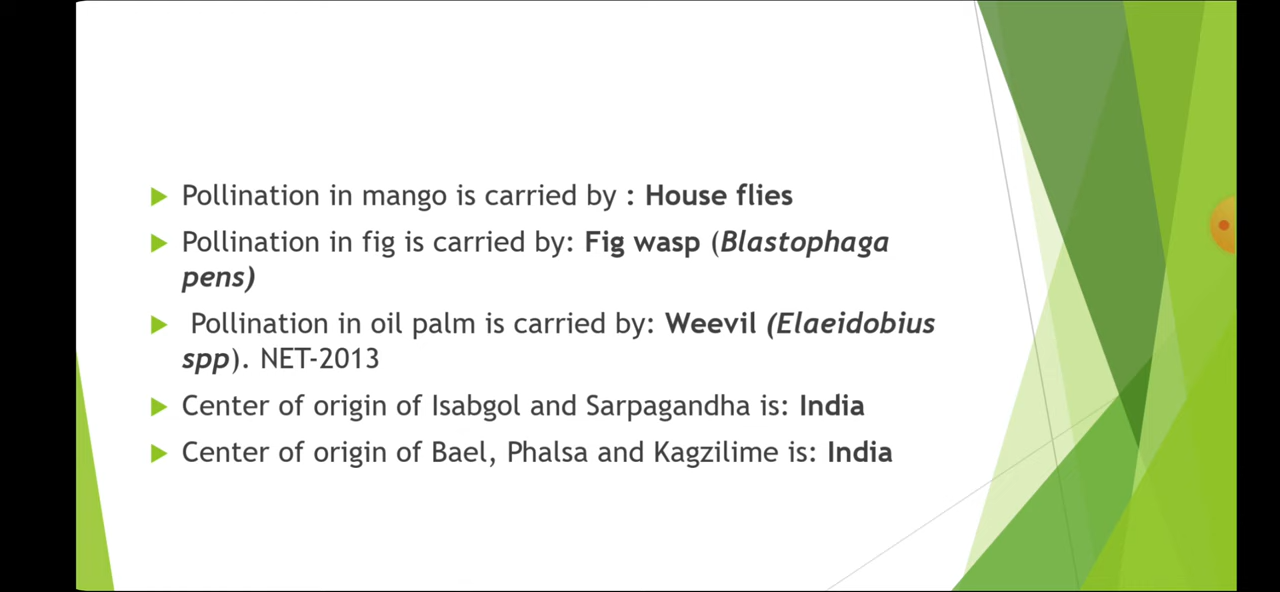 Pollination in mango is carried by : House flies
Pollination in fig is carried by: Fig wasp (Blastophaga
pens)
Pollination in oil palm is carried by: Weevil (Elaeidobius
spp). NET-2013
Center of origin of Isabgol and Sarpagandha is: India
Center of origin of Bael, Phalsa and Kagzilime is: India